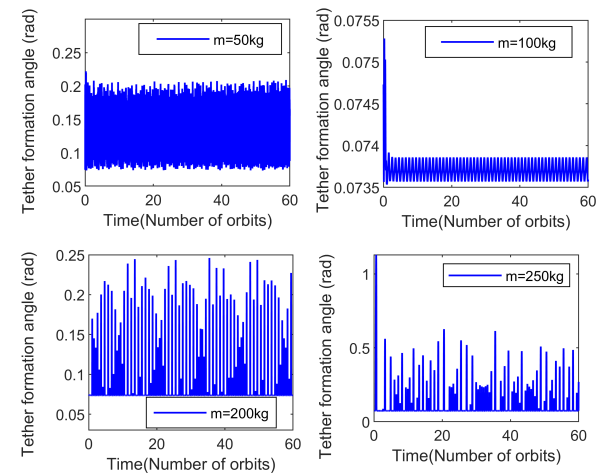 m=50kg
Tether formation angle (rad)
0.25
0.2
0.15
0.1
0.05
0 20 40 60
Time(Number of orbits)
m=100kg
Tether formation angle (rad)
0.0755
0.075
0.0745
0.074
0.0735
0 20 40 60
Time(Number of orbits)
Tether formation angle (rad)
0.25
0.2
0.15
0.1
0.05
m=200kg
0 20 40 60
Time(Number of orbits)
m=250kg
Tether formation angle (rad)
1
0.5
0
0 20 40 60
Time(Number of orbits)